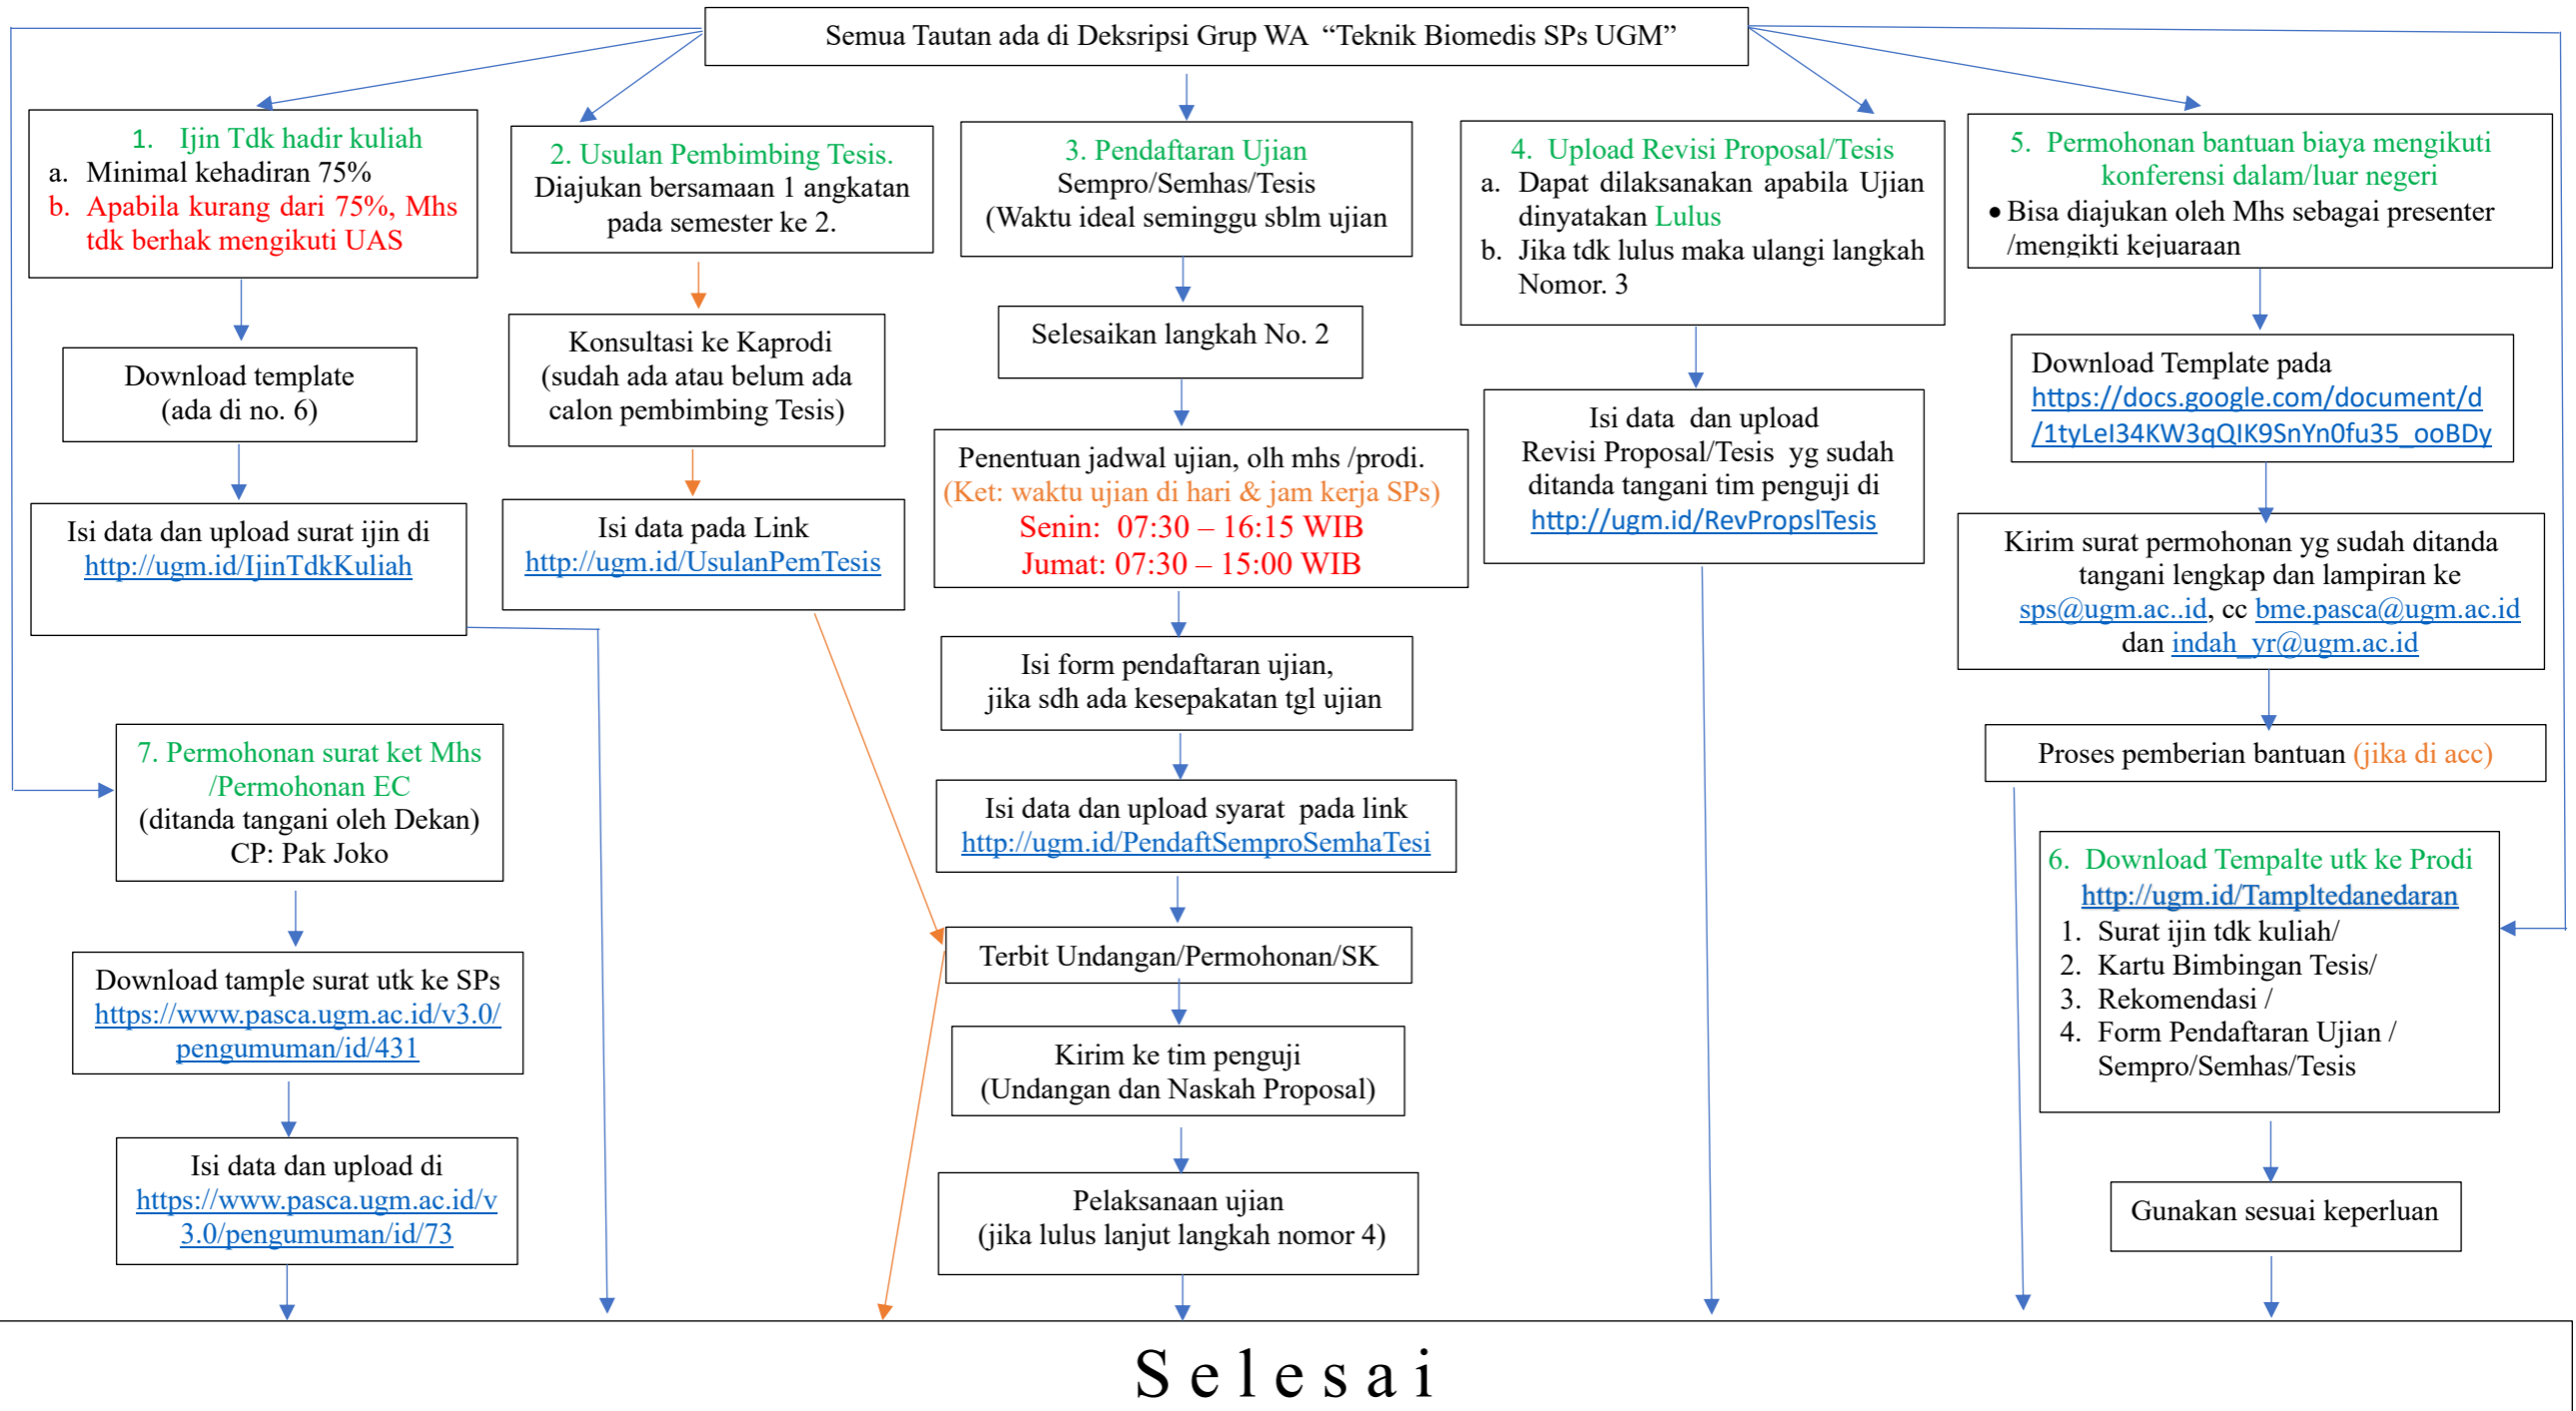 Semua Tautan ada di Deksripsi Grup WA “Teknik Biomedis SPs UGM”
1. Ijin Tdk hadir kuliah
a. Minimal kehadiran 75%
b. Apabila kurang dari 75%, Mhs
tdk berhak mengikuti UAS
Download template
(ada di no. 6)
Isi data dan upload surat ijin di
http://ugm.id/IjinTdkKuliah
2. Usulan Pembimbing Tesis.
Diajukan bersamaan 1 angkatan
pada semester ke 2.
Konsultasi ke Kaprodi
(sudah ada atau belum ada
calon pembimbing Tesis)
Isi data pada Link
http://ugm.id/UsulanPemTesis
3. Pendaftaran Ujian
Sempro/Semhas/Tesis
(Waktu ideal seminggu sblm ujian
Selesaikan langkah No. 2
Penentuan jadwal ujian, olh mhs /prodi.
(Ket: waktu ujian di hari & jam kerja SPs)
Senin: 07:30 – 16:15 WIB
Jumat: 07:30 – 15:00 WIB
Isi form pendaftaran ujian,
jika sdh ada kesepakatan tgl ujian
Isi data dan upload syarat pada link
http://ugm.id/PendaftSemproSemhaTesi
Terbit Undangan/Permohonan/SK
Kirim ke tim penguji
(Undangan dan Naskah Proposal)
Pelaksanaan ujian
(jika lulus lanjut langkah nomor 4)
4. Upload Revisi Proposal/Tesis
a. Dapat dilaksanakan apabila Ujian
dinyatakan Lulus
b. Jika tdk lulus maka ulangi langkah
Nomor. 3
Isi data dan upload
Revisi Proposal/Tesis yg sudah
ditanda tangani tim penguji di
http://ugm.id/RevPropslTesis
5. Permohonan bantuan biaya mengikuti
konferensi dalam/luar negeri
• Bisa diajukan oleh Mhs sebagai presenter
/mengikti kejuaraan
Download Template pada
https://docs.google.com/document/d
/1tyLeI34KW3qQIK9SnYn0fu35_ooBDy
Kirim surat permohonan yg sudah ditanda
tangani lengkap dan lampiran ke
sps@ugm.ac..id, cc bme.pasca@ugm.ac.id
dan indah_yr@ugm.ac.id
Proses pemberian bantuan (jika di acc)
6. Download Tempalte utk ke Prodi
http://ugm.id/Tampltedanedaran
1. Surat ijin tdk kuliah/
2. Kartu Bimbingan Tesis/
3. Rekomendasi /
4. Form Pendaftaran Ujian /
Sempro/Semhas/Tesis
Gunakan sesuai keperluan
7. Permohonan surat ket Mhs
/Permohonan EC
(ditanda tangani oleh Dekan)
CP: Pak Joko
Download tample surat utk ke SPs
https://www.pasca.ugm.ac.id/v3.0/
pengumuman/id/431
Isi data dan upload di
https://www.pasca.ugm.ac.id/v
3.0/pengumuman/id/73
Selesai